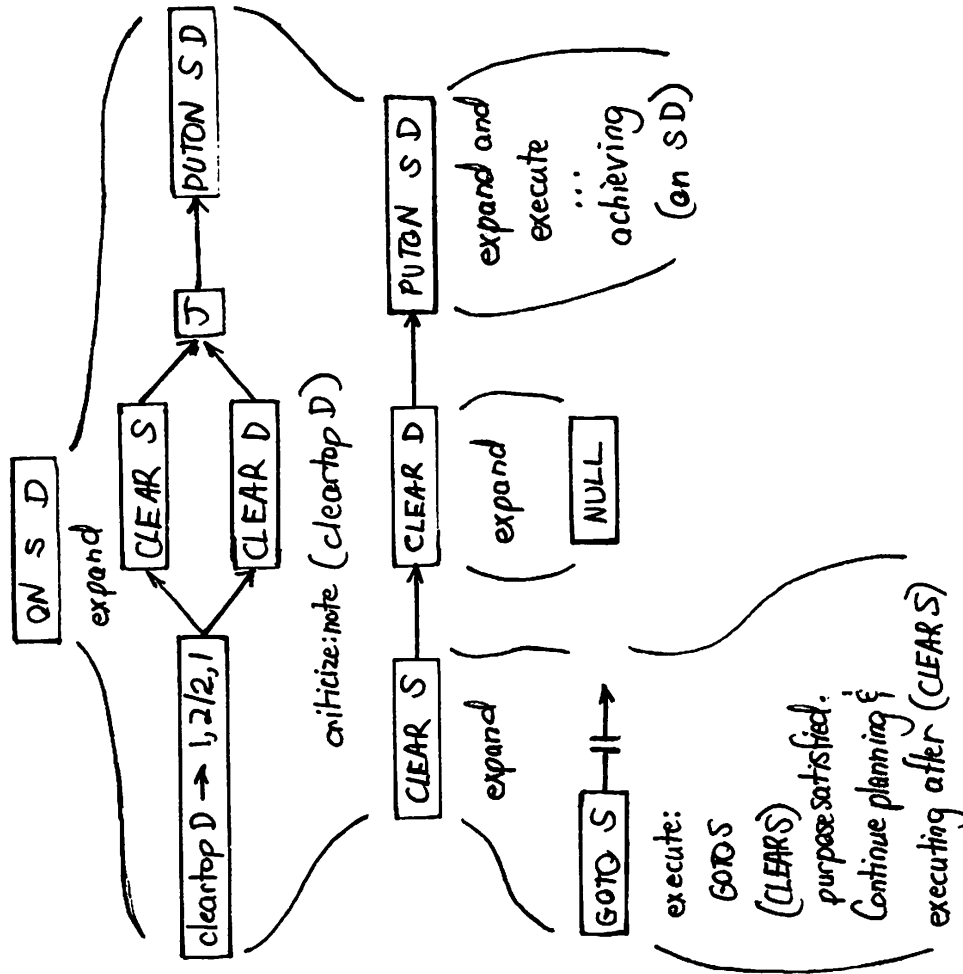 ON S D
expand
cleartop D → 1, 2/2, 1
CLEAR S
CLEAR D
J
PUTON S D
criticize: note (cleartop D)
CLEAR S
CLEAR D
PUTON S D
expand
expand
NULL
expand and
execute
...
achieving
(on SD)
GOTO S
execute:
GOTO S
(CLEAR S)
purpose satisfied.
Continue planning &
executing after (CLEAR S)